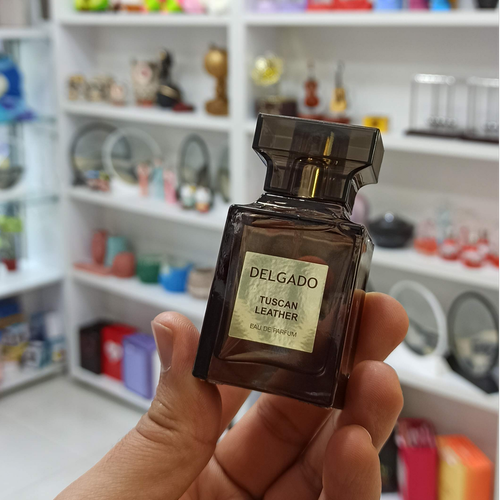 DELGADO
TUSCAN
LEATHER
EAU DE PARFUM